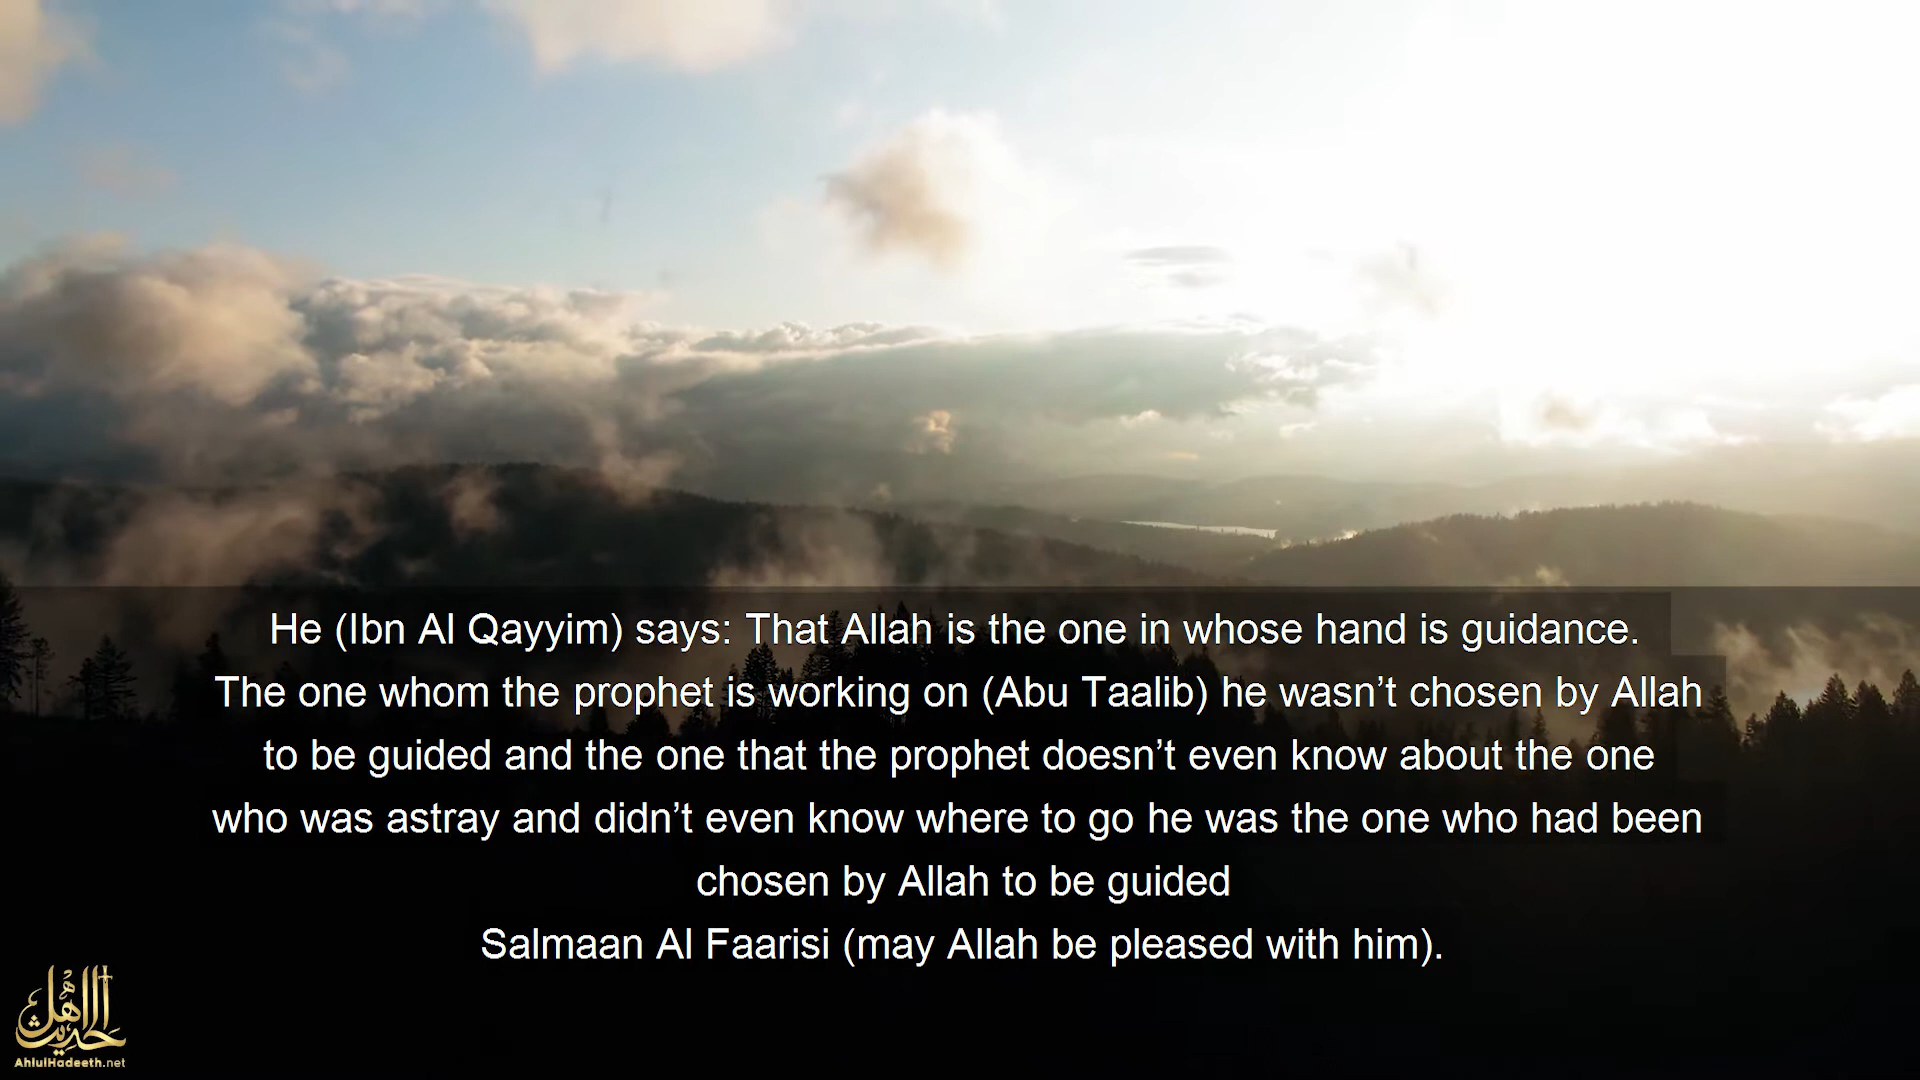 He (Ibn Al Qayyim) says: That Allah is the one in whose hand is guidance.
The one whom the prophet is working on (Abu Taalib) he wasn’t chosen by Allah
to be guided and the one that the prophet doesn’t even know about the one
who was astray and didn’t even know where to go he was the one who had been
chosen by Allah to be guided
Salmaan Al Faarisi (may Allah be pleased with him).
أهل الحديث
AhlulHadeeth.net